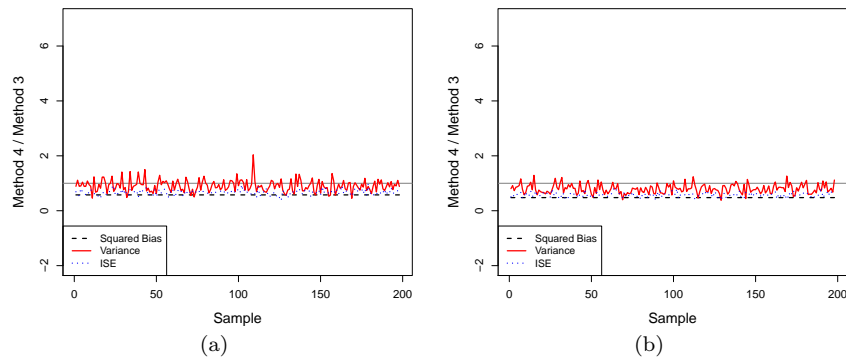 Method 4 / Method 3
6
4
2
0
−2
Squared Bias
Variance
ISE
0 50 100 150 200
Sample
(a)
Method 4 / Method 3
6
4
2
0
−2
Squared Bias
Variance
ISE
0 50 100 150 200
Sample
(b)